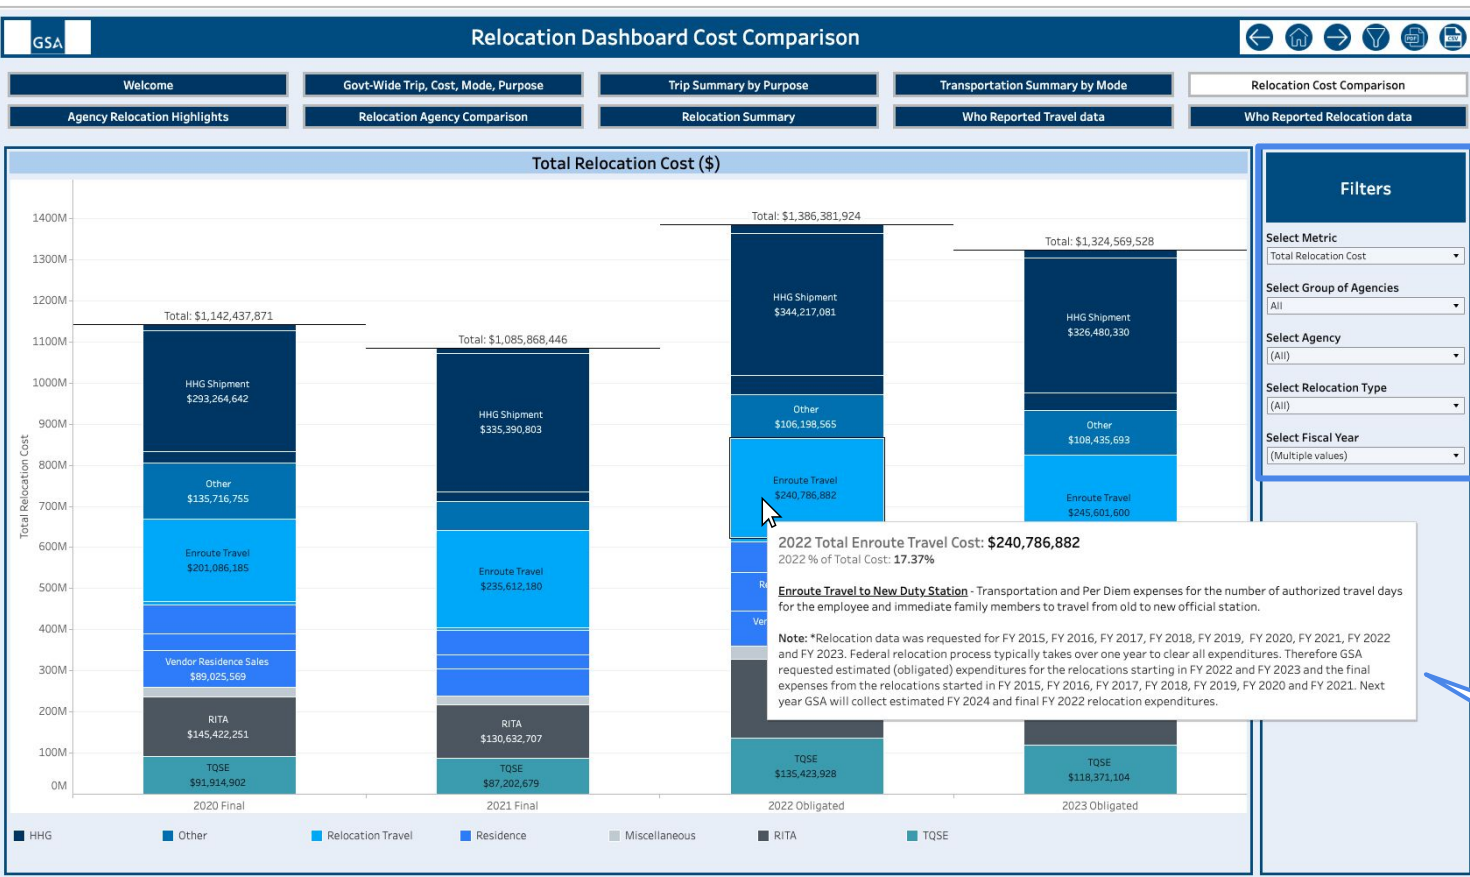 GSA
Relocation Dashboard Cost Comparison
PDF
CSV
Welcome
Govt-Wide Trip, Cost, Mode, Purpose
Trip Summary by Purpose
Transportation Summary by Mode
Relocation Cost Comparison
Agency Relocation Highlights
Relocation Agency Comparison
Relocation Summary
Who Reported Travel data
Who Reported Relocation data
Total Relocation Cost ($)
Total Relocation Cost
1400M
1300M
1200M
1100M
1000M
900M
800M
700M
600M
500M
400M
300M
200M
100M
0M
Total: $1,142,437,871
HHG Shipment
$293,264,642
Other
$135,716,755
Enroute Travel
$201,086,185
Vendor Residence Sales
$89,025,569
RITA
$145,422,251
TQSE
$91,914,902
2020 Final
Total: $1,085,868,446
HHG Shipment
$335,390,803
Enroute Travel
$235,612,180
RITA
$130,632,707
TQSE
$87,202,679
2021 Final
Total: $1,386,381,924
HHG Shipment
$344,217,081
Other
$106,198,565
Enroute Travel
$240,786,882
TQSE
$135,423,928
2022 Obligated
Total: $1,324,569,528
HHG Shipment
$326,480,330
Other
$108,435,693
Enroute Travel
$245,601,600
TQSE
$118,371,104
2023 Obligated
2022 Total Enroute Travel Cost: $240,786,882
2022 % of Total Cost: 17.37%
Enroute Travel to New Duty Station - Transportation and Per Diem expenses for the number of authorized travel days
for the employee and immediate family members to travel from old to new official station.
Note: *Relocation data was requested for FY 2015, FY 2016, FY 2017, FY 2018, FY 2019, FY 2020, FY 2021, FY 2022
and FY 2023. Federal relocation process typically takes over one year to clear all expenditures. Therefore GSA
requested estimated (obligated) expenditures for the relocations starting in FY 2022 and FY 2023 and the final
expenses from the relocations started in FY 2015, FY 2016, FY 2017, FY 2018, FY 2019, FY 2020 and FY 2021. Next
year GSA will collect estimated FY 2024 and final FY 2022 relocation expenditures.
HHG
Other
Relocation Travel
Residence
Miscellaneous
RITA
TQSE
Filters
Select Metric
Total Relocation Cost
Select Group of Agencies
All
Select Agency
(All)
Select Relocation Type
(All)
Select Fiscal Year
(Multiple values)